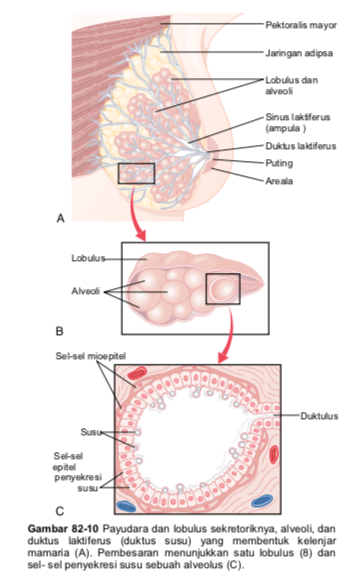 Pektoralis mayor
Jaringan adipsa
Lobulus dan
alveoli
Sinus laktiferus
(ampula )
Duktus laktiferus
Puting
Areala
A
Lobulus
Alveoli
B
Sel-sel mioepitel
Duktulus
Susu
Sel-sel
epitel
penyekresi
susu
C
Gambar 82-10 Payudara dan lobulus sekretoriknya, alveoli, dan
duktus laktiferus (duktus susu) yang membentuk kelenjar
mamaria (A). Pembesaran menunjukkan satu lobulus (8) dan
sel- sel penyekresi susu sebuah alveolus (C).